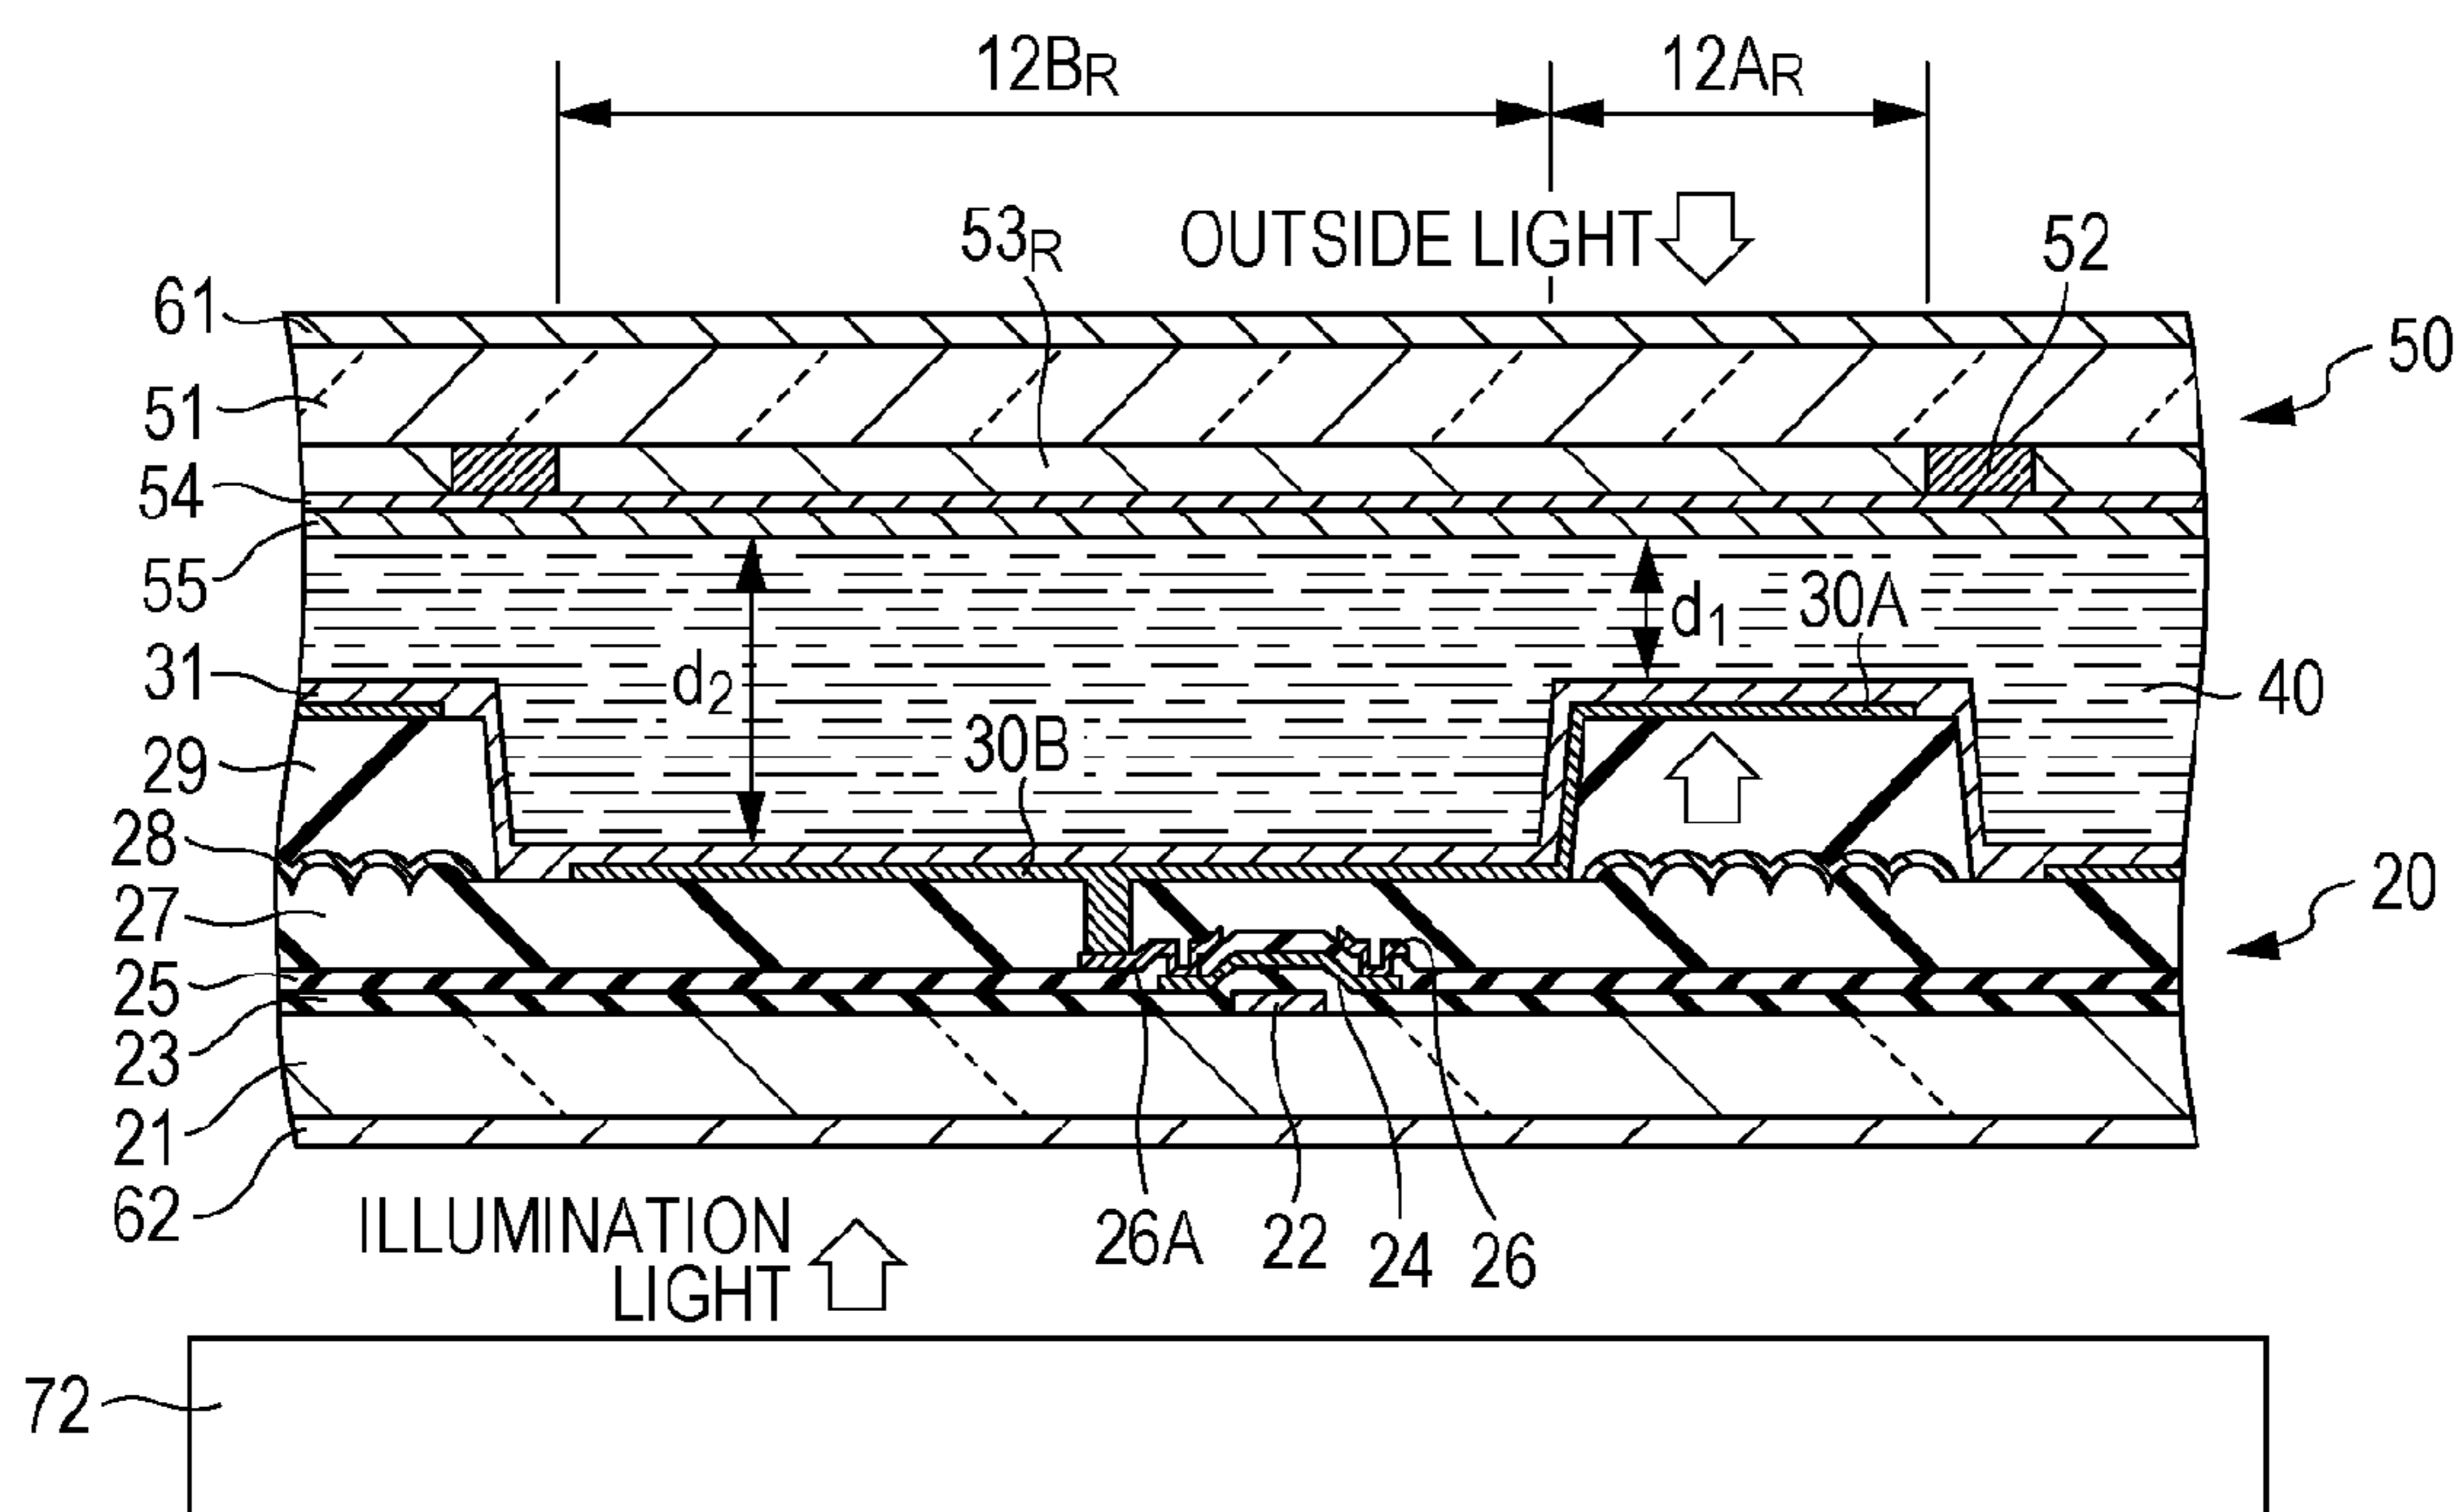 12BR 12AR
53R OUTSIDE LIGHT 52
61
50
51
54
55
d1 30A
31
d2
40
29
30B
28
20
27
25
23
21
62
ILLUMINATION
LIGHT
26A 22 24 26
72